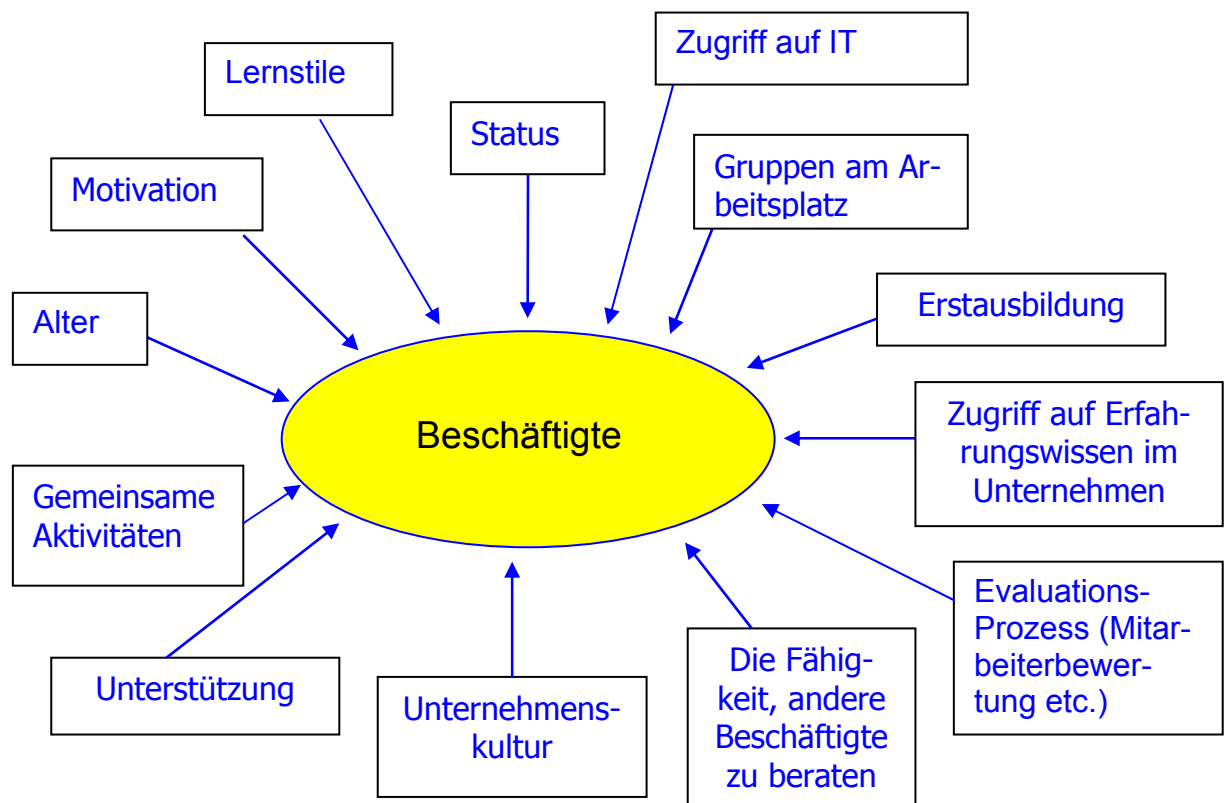 Zugriff auf IT
Lernstile
Status
Gruppen am Ar-
beitsplatz
Motivation
Erstausbildung
Alter
Zugriff auf Erfah-
rungswissen im
Unternehmen
Beschäftigte
Gemeinsame
Aktivitäten
Evaluations-
Prozess (Mitar-
beiterbewer-
tung etc.)
Die Fähig-
keit, andere
Beschäftigte
zu beraten
Unterstützung
Unternehmens-
kultur